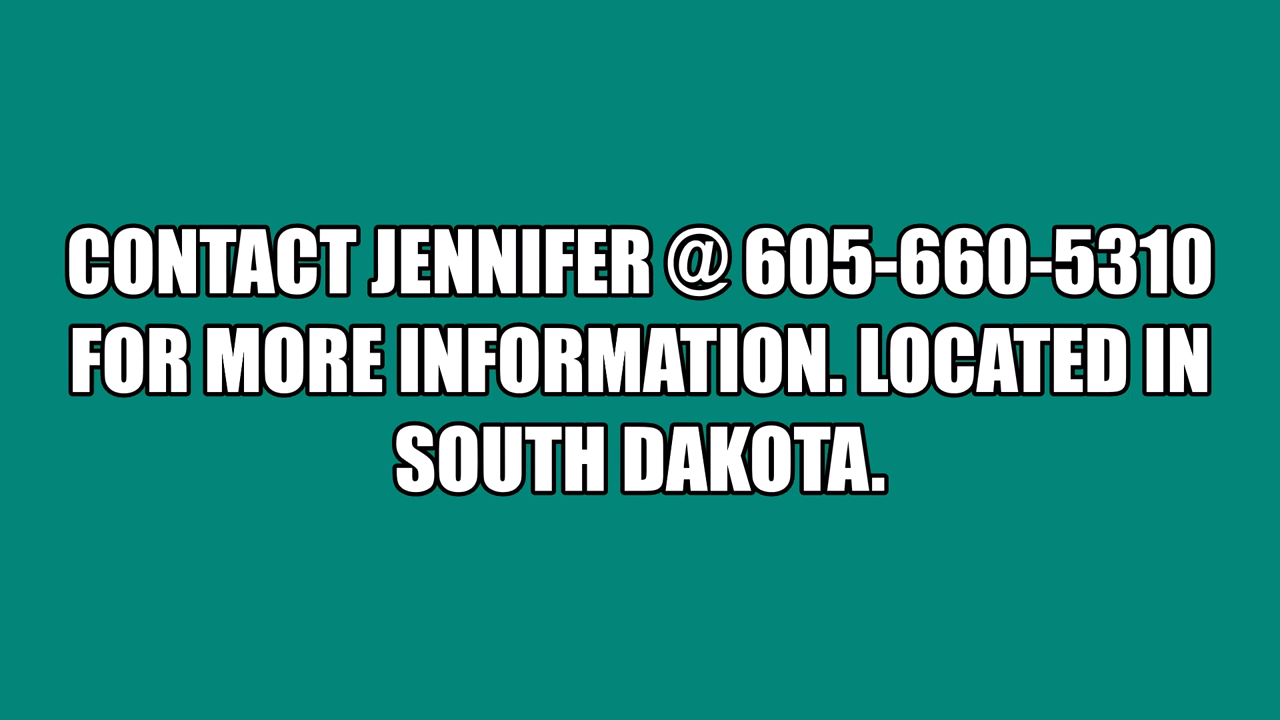 CONTACT JENNIFER @ 605-660-5310
FOR MORE INFORMATION. LOCATED IN
SOUTH DAKOTA.